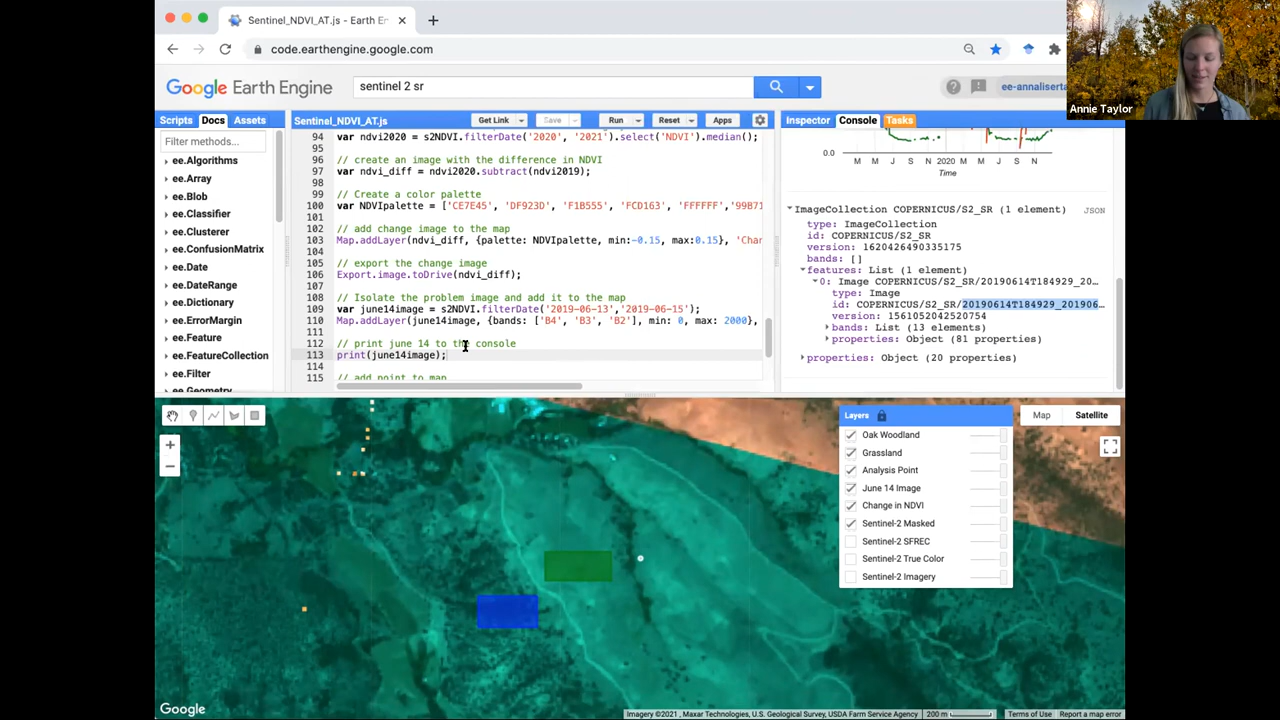 Sentinel_NDVI_AT.js - Earth En
code.earthengine.google.com
Annie Taylor
Google Earth Engine
sentinel 2 sr
ee-annaliserta
Scripts Docs Assets
Sentinel_NDVI_AT.js
Get Link Save Run Reset Apps
Inspector Console Tasks
Filter methods...
ee.Algorithms
ee.Array
ee.Blob
ee.Classifier
ee.Clusterer
ee.ConfusionMatrix
ee.Date
ee.DateRange
ee.Dictionary
ee.ErrorMargin
ee.Feature
ee.FeatureCollection
ee.Filter
ee.Geometry
94 var ndvi2020 = s2NDVI.filterDate('2020', '2021').select('NDVI').median();
95
96 // create an image with the difference in NDVI
97 var ndvi_diff = ndvi2020.subtract(ndvi2019);
98
99 // Create a color palette
100 var NDVIpalette = ['CE7E45', 'DF923D', 'F1B555', 'FCD163', 'FFFFFF','99B71
101
102 // add change image to the map
103 Map.addLayer(ndvi_diff, {palette: NDVIpalette, min:-0.15, max:0.15}, 'Chan
104
105 // export the change image
106 Export.image.toDrive(ndvi_diff);
107
108 // Isolate the problem image and add it to the map
109 var june14image = s2NDVI.filterDate('2019-06-13','2019-06-15');
110 Map.addLayer(june14image, {bands: ['B4', 'B3', 'B2'], min: 0, max: 2000},
111
112 // print june 14 to the console
113 print(june14image);
114
115 // add point to map
0.0
M J S N 2020 M M J S N
Time
ImageCollection COPERNICUS/S2_SR (1 element) JSON
type: ImageCollection
id: COPERNICUS/S2_SR
version: 1620426490335175
bands: []
features: List (1 element)
0: Image COPERNICUS/S2_SR/20190614T184929_20...
type: Image
id: COPERNICUS/S2_SR/20190614T184929_201906...
version: 1561052042520754
bands: List (13 elements)
properties: Object (81 properties)
properties: Object (20 properties)
Layers
Oak Woodland
Grassland
Analysis Point
June 14 Image
Change in NDVI
Sentinel-2 Masked
Sentinel-2 SFREC
Sentinel-2 True Color
Sentinel-2 Imagery
Map Satellite
Google
Imagery ©2021 , Maxar Technologies, U.S. Geological Survey, USDA Farm Service Agency 200 m Terms of Use Report a map error